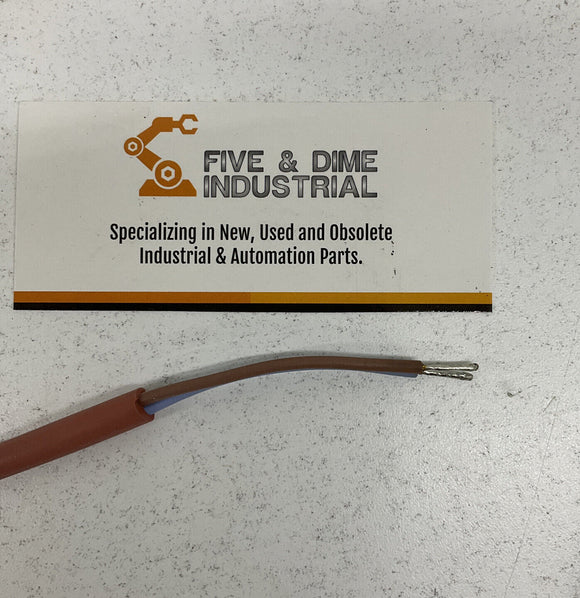 FIVE & DIME
INDUSTRIAL
Specializing in New, Used and Obsolete
Industrial & Automation Parts.